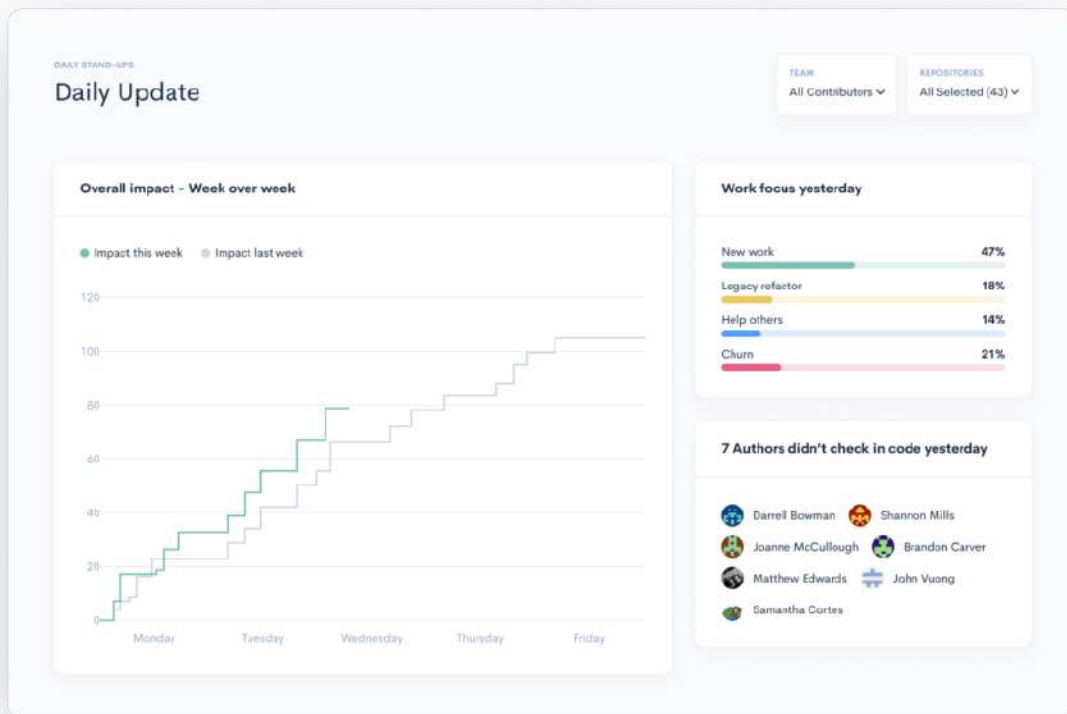 DAILY STAND-UPS
Daily Update
TEAM
All Contributors
REPOSITORIES
All Selected (43)
Overall impact - Week over week
Impact this week
Impact last week
120
100
80
60
40
20
0
Monday
Tuesday
Wednesday
Thursday
Friday
Work focus yesterday
New work 47%
Legacy refactor 18%
Help others 14%
Churn 21%
7 Authors didn't check in code yesterday
Darrell Bowman
Shannon Mills
Joanne McCullough
Brandon Carver
Matthew Edwards
John Vuong
Samantha Cortes